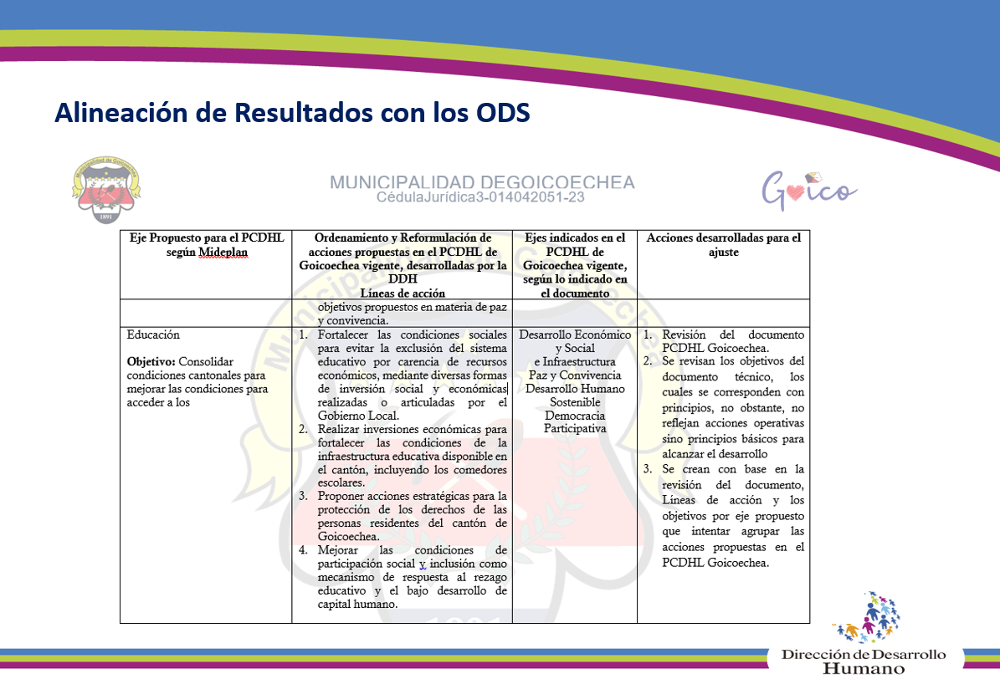 Alineación de Resultados con los ODS
Municipalidad de Goicoechea
1891
MUNICIPALIDAD DEGOICOECHEA
CédulaJurídica3-014042051-23
Goico
Eje Propuesto para el PCDHL
según Mideplan
Ordenamiento y Reformulación de
acciones propuestas en el PCDHL de
Goicoechea vigente, desarrolladas por la
DDH
Líneas de acción
Ejes indicados en el
PCDHL de
Goicoechea vigente,
según lo indicado en
el documento
Acciones desarrolladas para el
ajuste
objetivos propuestos en materia de paz
y convivencia.
Educación
Objetivo: Consolidar
condiciones cantonales para
mejorar las condiciones para
acceder a los
1. Fortalecer las condiciones sociales
para evitar la exclusión del sistema
educativo por carencia de recursos
económicos, mediante diversas formas
de inversión social y económicas
realizadas o articuladas por el
Gobierno Local.
2. Realizar inversiones económicas para
fortalecer las condiciones de la
infraestructura educativa disponible en
el cantón, incluyendo los comedores
escolares.
3. Proponer acciones estratégicas para la
protección de los derechos de las
personas residentes del cantón de
Goicoechea.
4. Mejorar las condiciones de
participación social y inclusión como
mecanismo de respuesta al rezago
educativo y el bajo desarrollo de
capital humano.
Desarrollo Económico
y Social
e Infraestructura
Paz y Convivencia
Desarrollo Humano
Sostenible
Democracia
Participativa
1. Revisión del documento
PCDHL Goicoechea.
2. Se revisan los objetivos del
documento técnico, los
cuales se corresponden con
principios, no obstante, no
reflejan acciones operativas
sino principios básicos para
alcanzar el desarrollo
3. Se crean con base en la
revisión del documento,
Líneas de acción y los
objetivos por eje propuesto
que intentar agrupar las
acciones propuestas en el
PCDHL Goicoechea.
Municipalidad de Goicoechea
1891
Dirección de Desarrollo
Humano